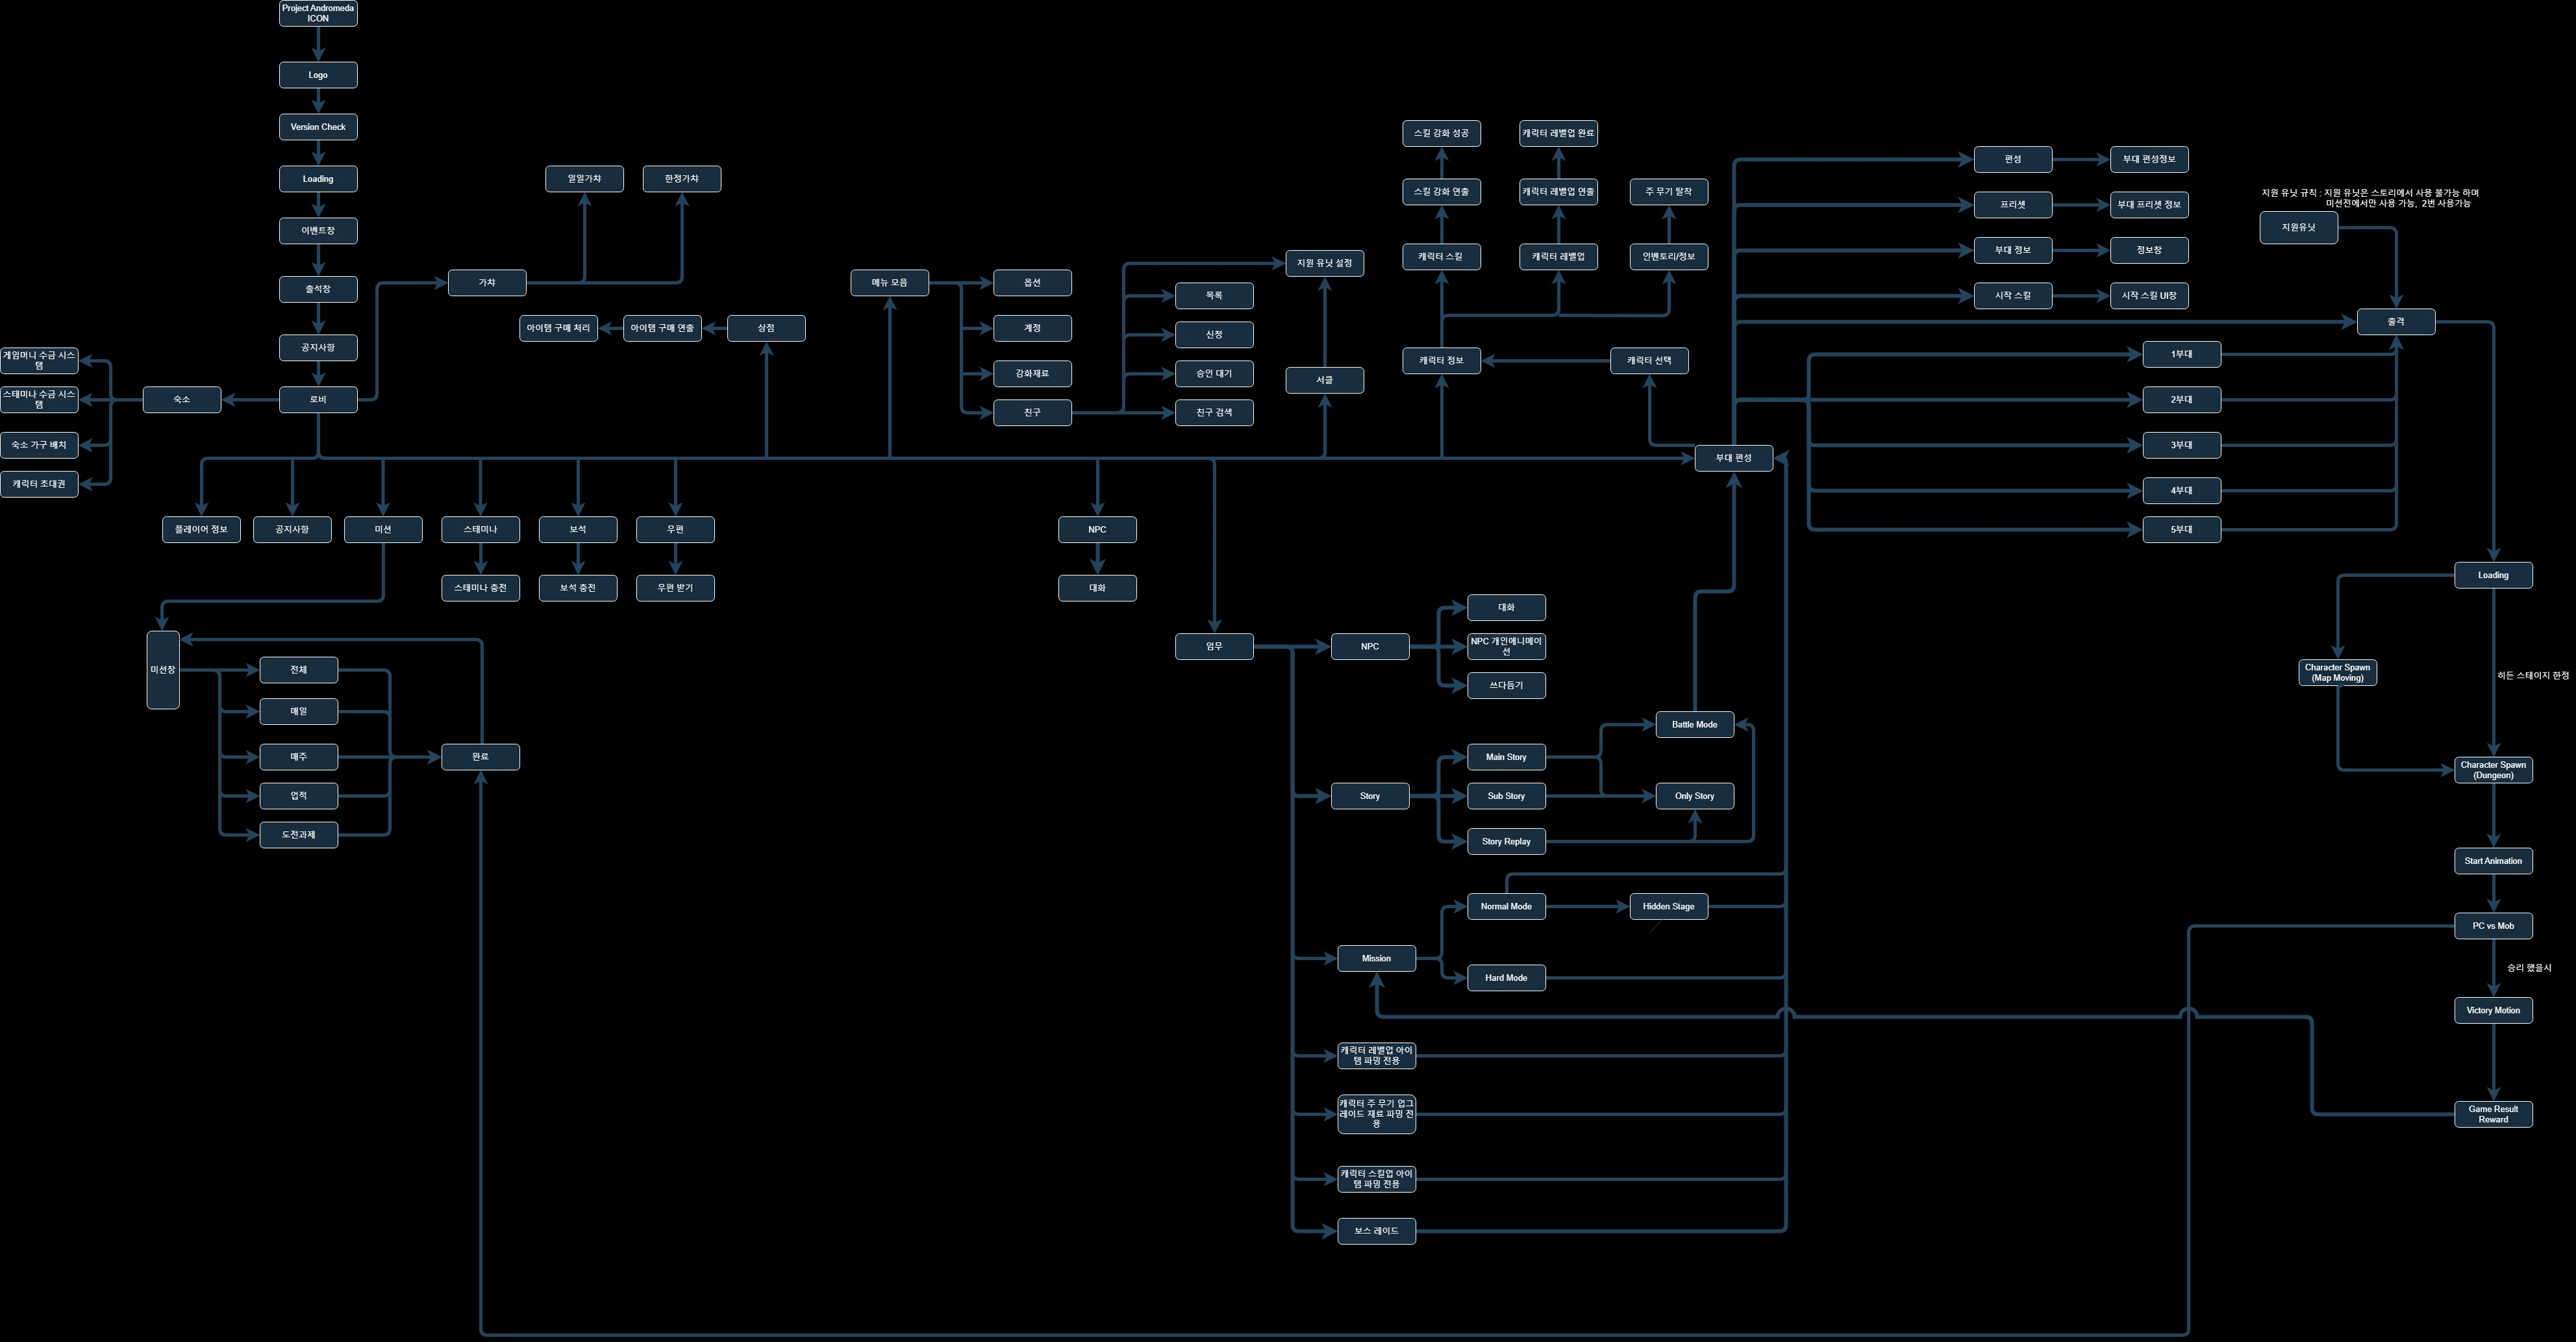 Project Andromeda
ICON
Logo
Version Check
Loading
이벤트창
출석창
공지사항
로비
숙소
게임머니 수금 시스
템
스태미나 수금 시스
템
숙소 가구 배치
캐릭터 초대권
가챠
일일가챠
한정가챠
아이템 구매 처리
아이템 구매 연출
상점
메뉴 모음
옵션
계정
강화재료
친구
목록
신청
승인 대기
친구 검색
지원 유닛 설정
서클
스킬 강화 성공
스킬 강화 연출
캐릭터 스킬
캐릭터 레벨업 완료
캐릭터 레벨업 연출
캐릭터 레벨업
주 무기 탈착
인벤토리/정보
캐릭터 정보
캐릭터 선택
부대 편성
편성
부대 편성정보
프리셋
부대 프리셋 정보
부대 정보
정보창
시작 스킬
시작 스킬 UI창
지원 유닛 규칙 : 지원 유닛은 스토리에서 사용 불가능 하며
미션전에서만 사용 가능, 2번 사용가능
지원유닛
출격
1부대
2부대
3부대
4부대
5부대
플레이어 정보
공지사항
미션
스태미나
보석
우편
스태미나 충전
보석 충전
우편 받기
NPC
대화
미션창
전체
매일
매주
업적
도전과제
완료
임무
NPC
대화
NPC 개인애니메이
션
쓰다듬기
Story
Main Story
Sub Story
Story Replay
Battle Mode
Only Story
Mission
Normal Mode
Hidden Stage
Hard Mode
캐릭터 레벨업 아이
템 파밍 전용
캐릭터 주 무기 업그
레이드 재료 파밍 전
용
캐릭터 스킬업 아이
템 파밍 전용
보스 레이드
Loading
Character Spawn
(Map Moving)
히든 스테이지 한정
Character Spawn
(Dungeon)
Start Animation
PC vs Mob
승리 했을시
Victory Motion
Game Result
Reward